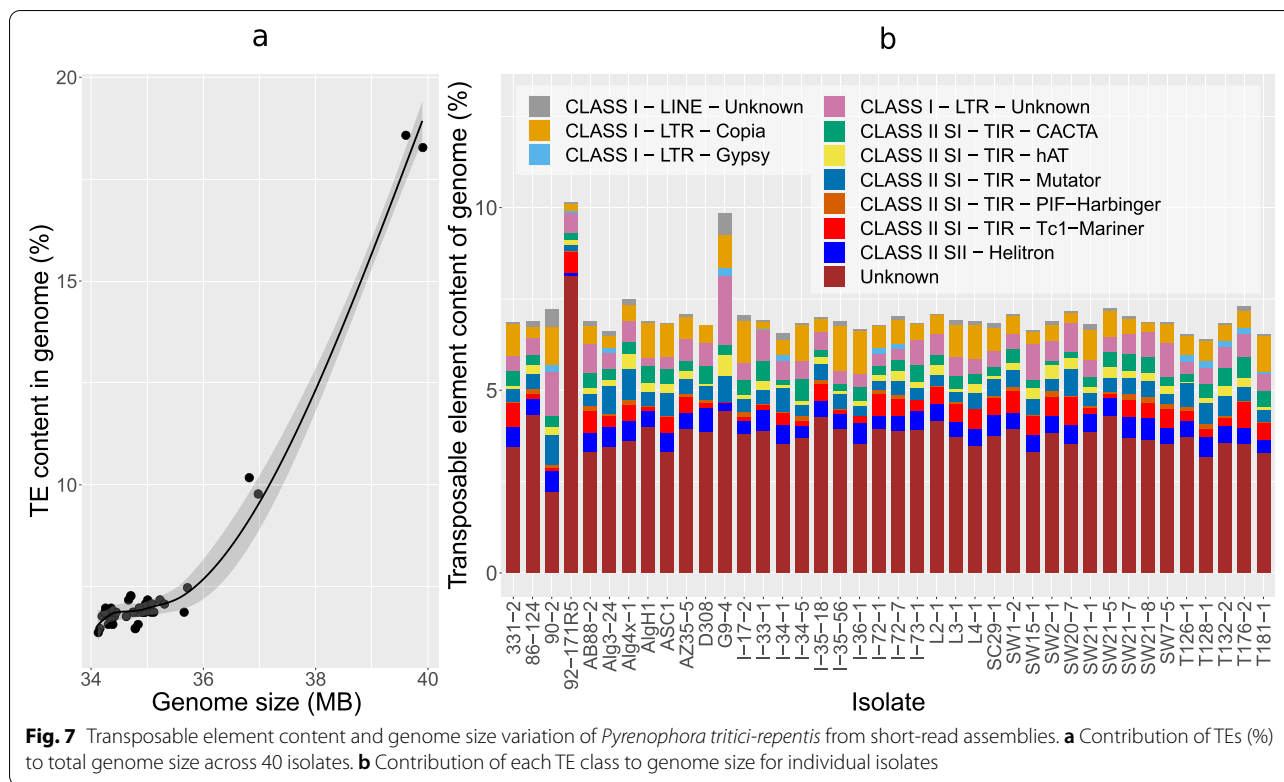 a
b
TE content in genome (%)
20
15
10
34
36
38
40
Genome size (MB)
Transposable element content of genome (%)
10
5
0
CLASS I − LINE − Unknown
CLASS I − LTR − Copia
CLASS I − LTR − Gypsy
CLASS I − LTR − Unknown
CLASS II SI − TIR − CACTA
CLASS II SI − TIR − hAT
CLASS II SI − TIR − Mutator
CLASS II SI − TIR − PIF−Harbinger
CLASS II SI − TIR − Tc1−Mariner
CLASS II SII − Helitron
Unknown
331−2
86−124
90−2
92−171R5
AB88−2
Alg3−24
Alg4x−1
AlgH1
ASC1
AZ35−5
D308
G9−4
I−17−2
I−33−1
I−34−1
I−34−5
I−35−18
I−35−56
I−36−1
I−72−1
I−72−7
I−73−1
L2−1
L3−1
L4−1
SC29−1
SW1−2
SW15−1
SW2−1
SW20−7
SW21−1
SW21−5
SW21−7
SW21−8
SW7−5
T126−1
T128−1
T132−2
T176−2
T181−1
Isolate
Fig. 7 Transposable element content and genome size variation of Pyrenophora tritici-repentis from short-read assemblies. a Contribution of TEs (%)
to total genome size across 40 isolates. b Contribution of each TE class to genome size for individual isolates